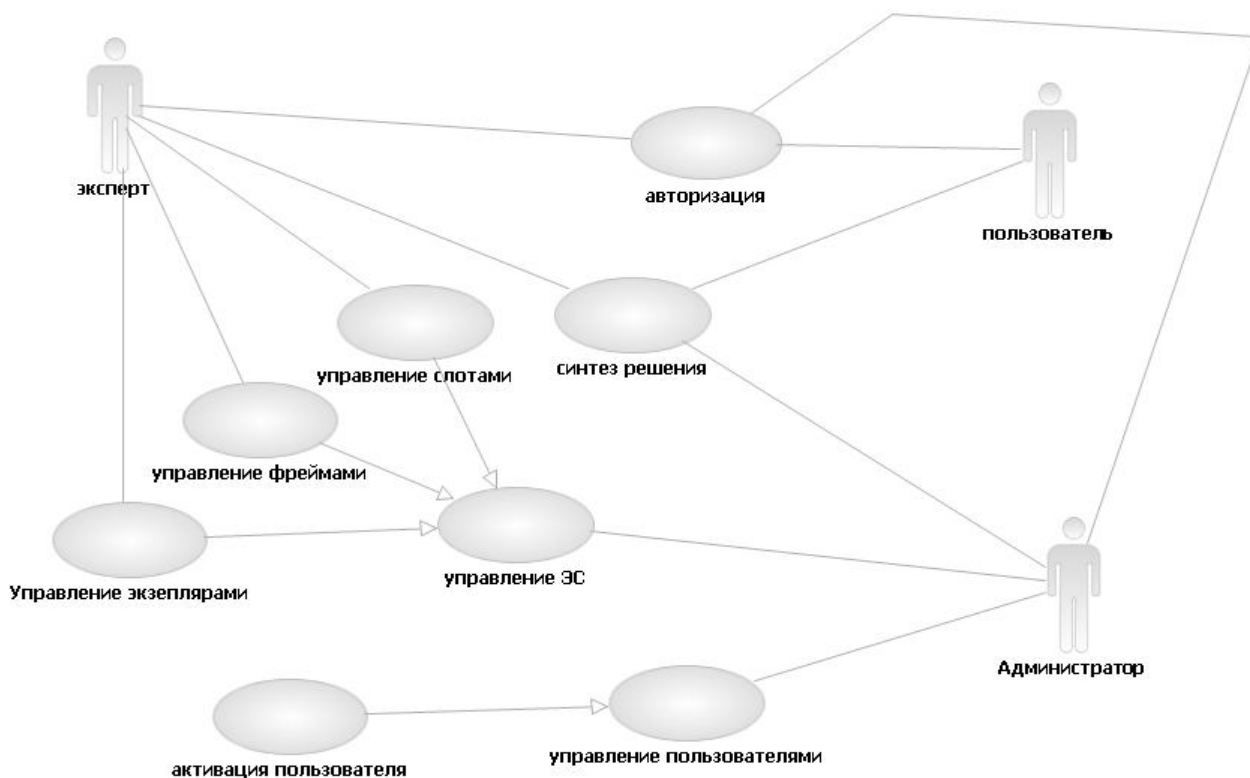 эксперт
авторизация
пользователь
управление слотами
синтез решения
управление фреймами
управление ЭС
Управление экзеплярами
Администратор
управление пользователями
активация пользователя